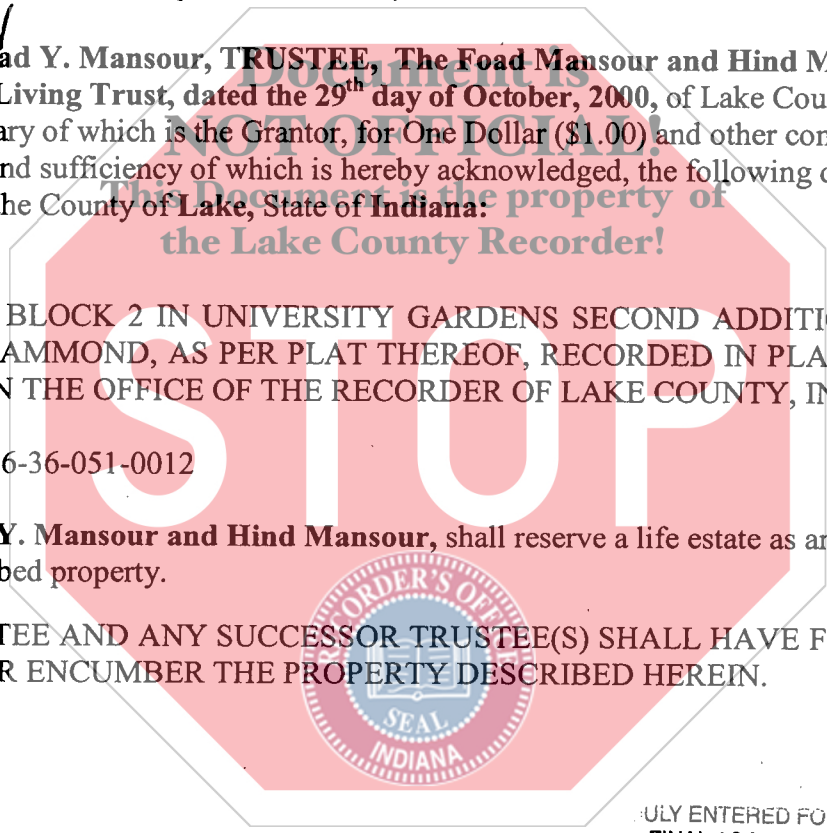 ad Y. Mansour, TRUSTEE, The Foad Mansour and Hind M
Living Trust, dated the 29th day of October, 2000, of Lake Cou
ary of which is the Grantor, for One Dollar ($1.00) and other con
nd sufficiency of which is hereby acknowledged, the following d
he County of Lake, State of Indiana:
Document is
NOT OFFICIAL!
This Document is the property of
the Lake County Recorder!
BLOCK 2 IN UNIVERSITY GARDENS SECOND ADDITI
AMMOND, AS PER PLAT THEREOF, RECORDED IN PLA
N THE OFFICE OF THE RECORDER OF LAKE COUNTY, IN
STOP
6-36-051-0012
Y. Mansour and Hind Mansour, shall reserve a life estate as an
bed property.
TEE AND ANY SUCCESSOR TRUSTEE(S) SHALL HAVE F
R ENCUMBER THE PROPERTY DESCRIBED HEREIN.
RECORDER'S OFFICE
SEAL
INDIANA
ULY ENTERED FO